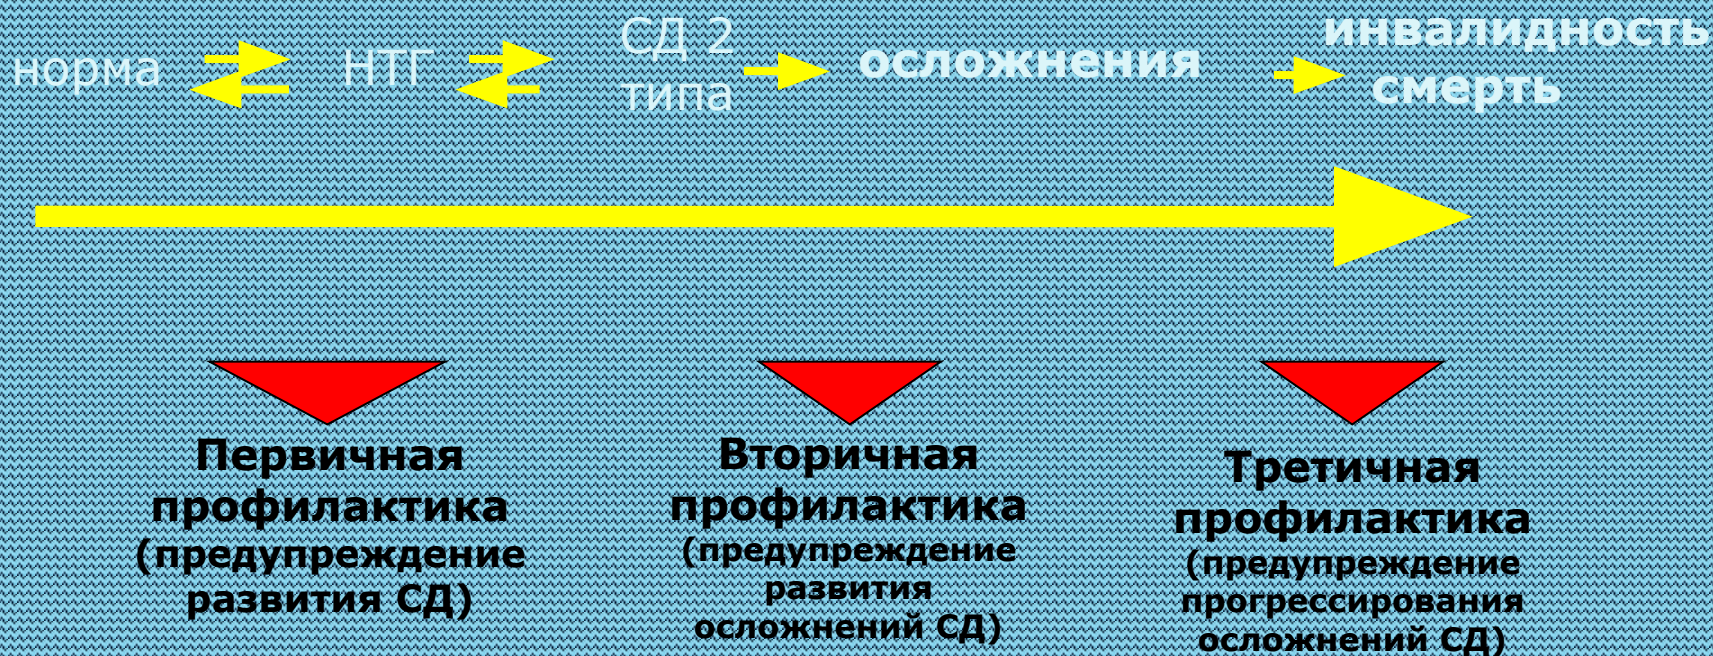 норма
НТГ
СД 2
типа
осложнения
инвалидность
смерть
Первичная
профилактика
(предупреждение
развития СД)
Вторичная
профилактика
(предупреждение
развития
осложнений СД)
Третичная
профилактика
(предупреждение
прогрессирования
осложнений СД)